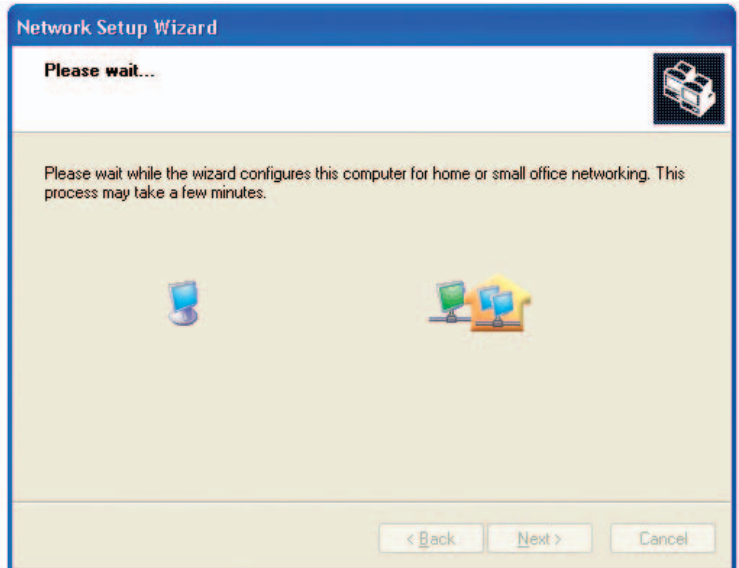 Network Setup Wizard
Please wait...
Please wait while the wizard configures this computer for home or small office networking. This
process may take a few minutes.
< Back Next > Cancel